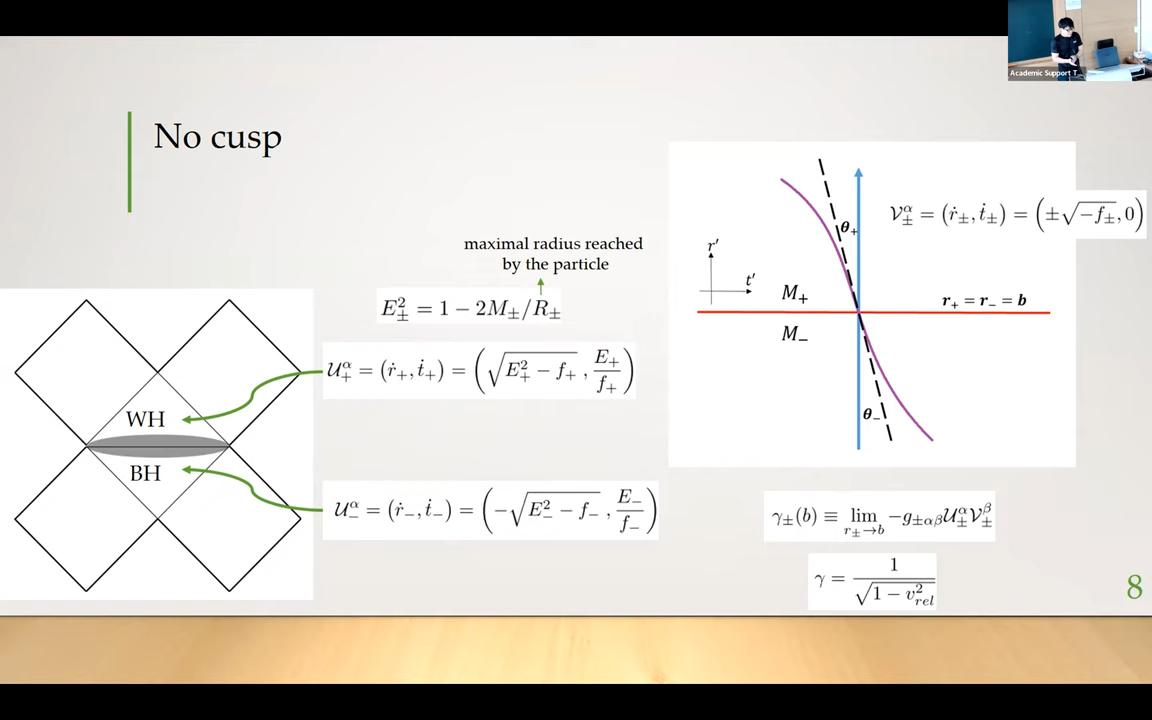 Academic Support T...
No cusp
maximal radius reached
by the particle
E²± = 1 − 2M±/R±
𝒰₊^α = (ṙ₊, ṫ₊) = (√(E₊² − f₊), E₊/f₊)
WH
BH
𝒰₋^α = (ṙ₋, ṫ₋) = (−√(E₋² − f₋), E₋/f₋)
𝒱±^α = (ṙ±, ṫ±) = (±√(−f±), 0)
θ₊
r′
t′
M₊
r₊ = r₋ = b
M₋
θ₋
γ±(b) ≡ lim_{r±→b} −g±αβ 𝒰±^α 𝒱±^β
γ = 1/√(1 − v²_rel)
8